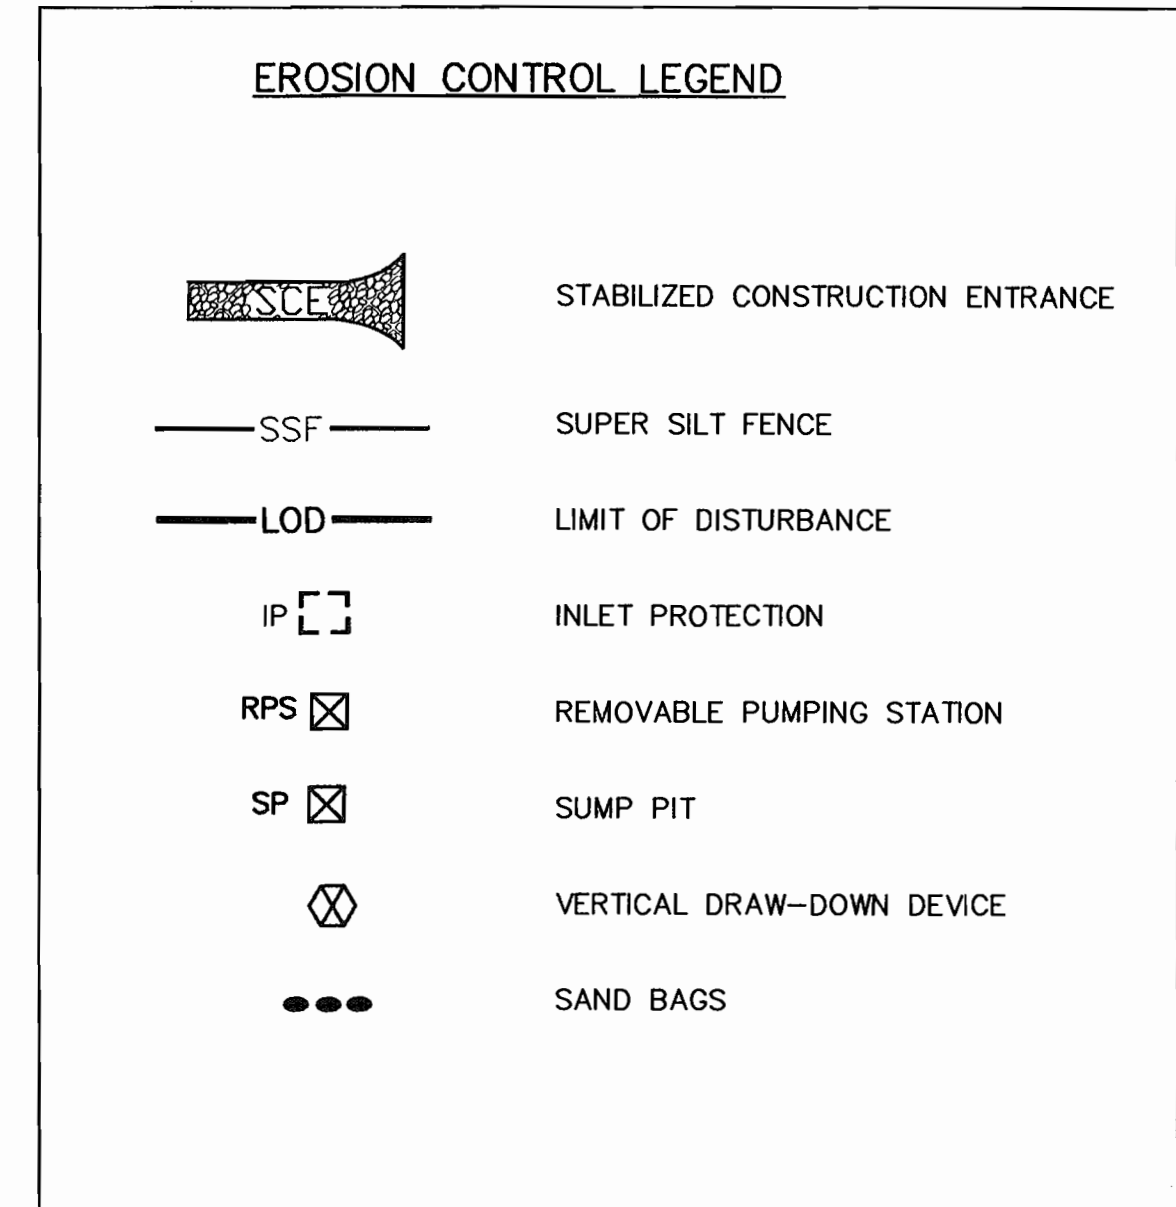 EROSION CONTROL LEGEND
SCE STABILIZED CONSTRUCTION ENTRANCE
SSF SUPER SILT FENCE
LOD LIMIT OF DISTURBANCE
IP INLET PROTECTION
RPS REMOVABLE PUMPING STATION
SP SUMP PIT
VERTICAL DRAW-DOWN DEVICE
SAND BAGS